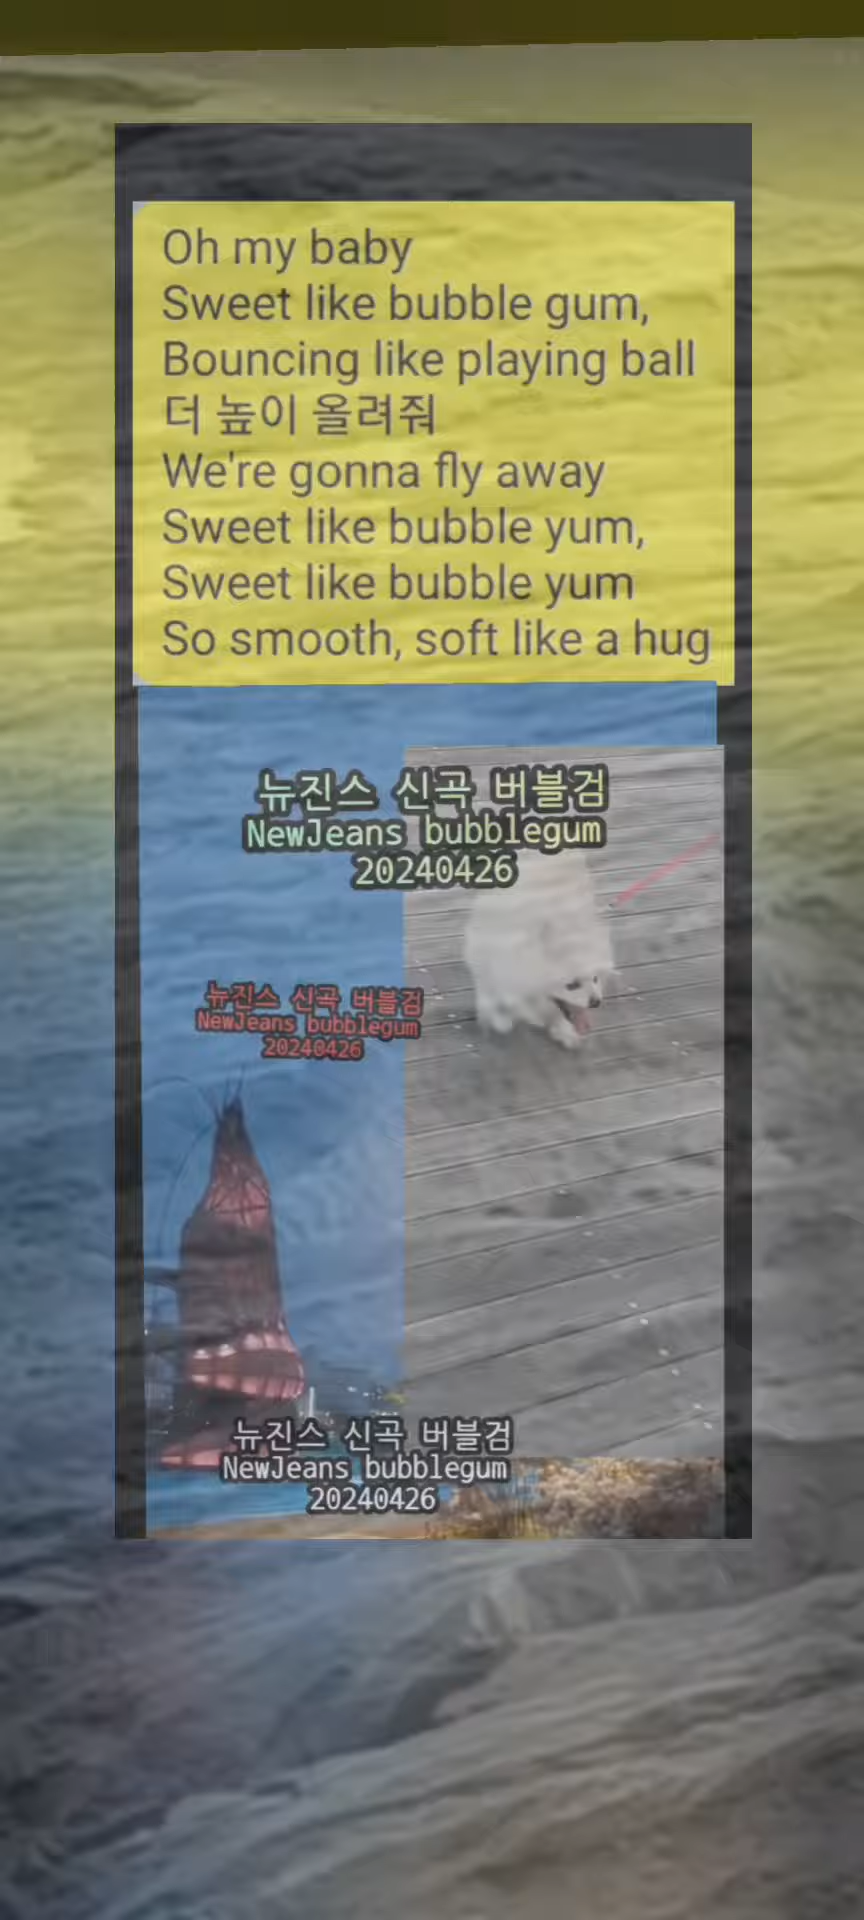 Oh my baby
Sweet like bubble gum,
Bouncing like playing ball
더 높이 올려줘
We're gonna fly away
Sweet like bubble yum,
Sweet like bubble yum
So smooth, soft like a hug
뉴진스 신곡 버블검
NewJeans bubblegum
20240426
뉴진스 신곡 버블검
NewJeans bubblegum
20240426
뉴진스 신곡 버블검
NewJeans bubblegum
20240426